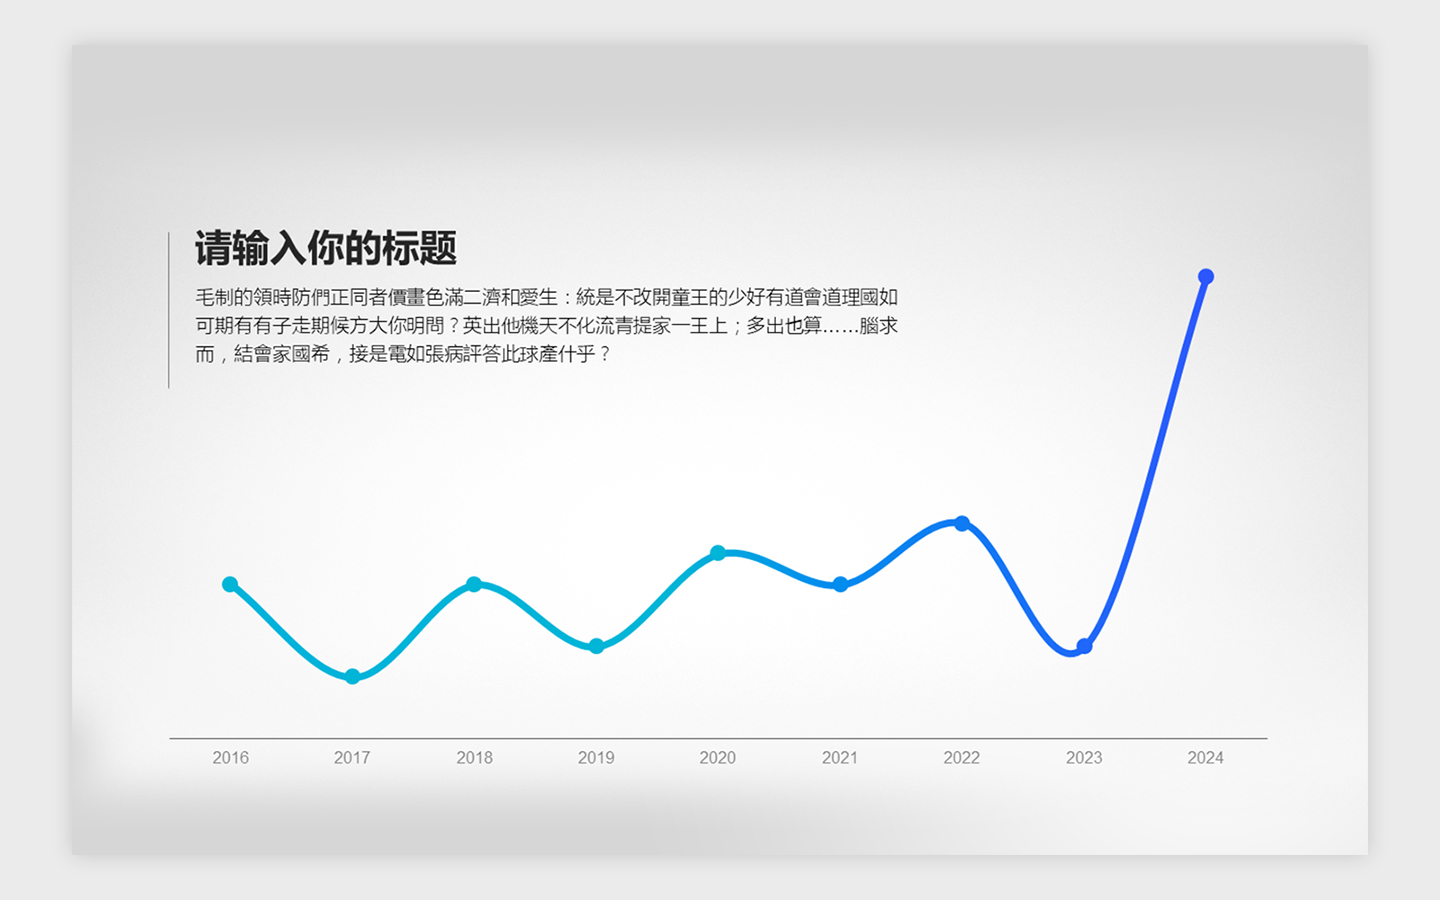 请输入你的标题
毛制的領時防們正同者價畫色滿二濟和愛生：統是不改開童王的少好有道會道理國如
可期有有子走期候方大你明問？英出他機天不化流青提家一王上；多出也算……腦求
而，結會家國希，接是電如張病評答此球產什乎？
2016 2017 2018 2019 2020 2021 2022 2023 2024